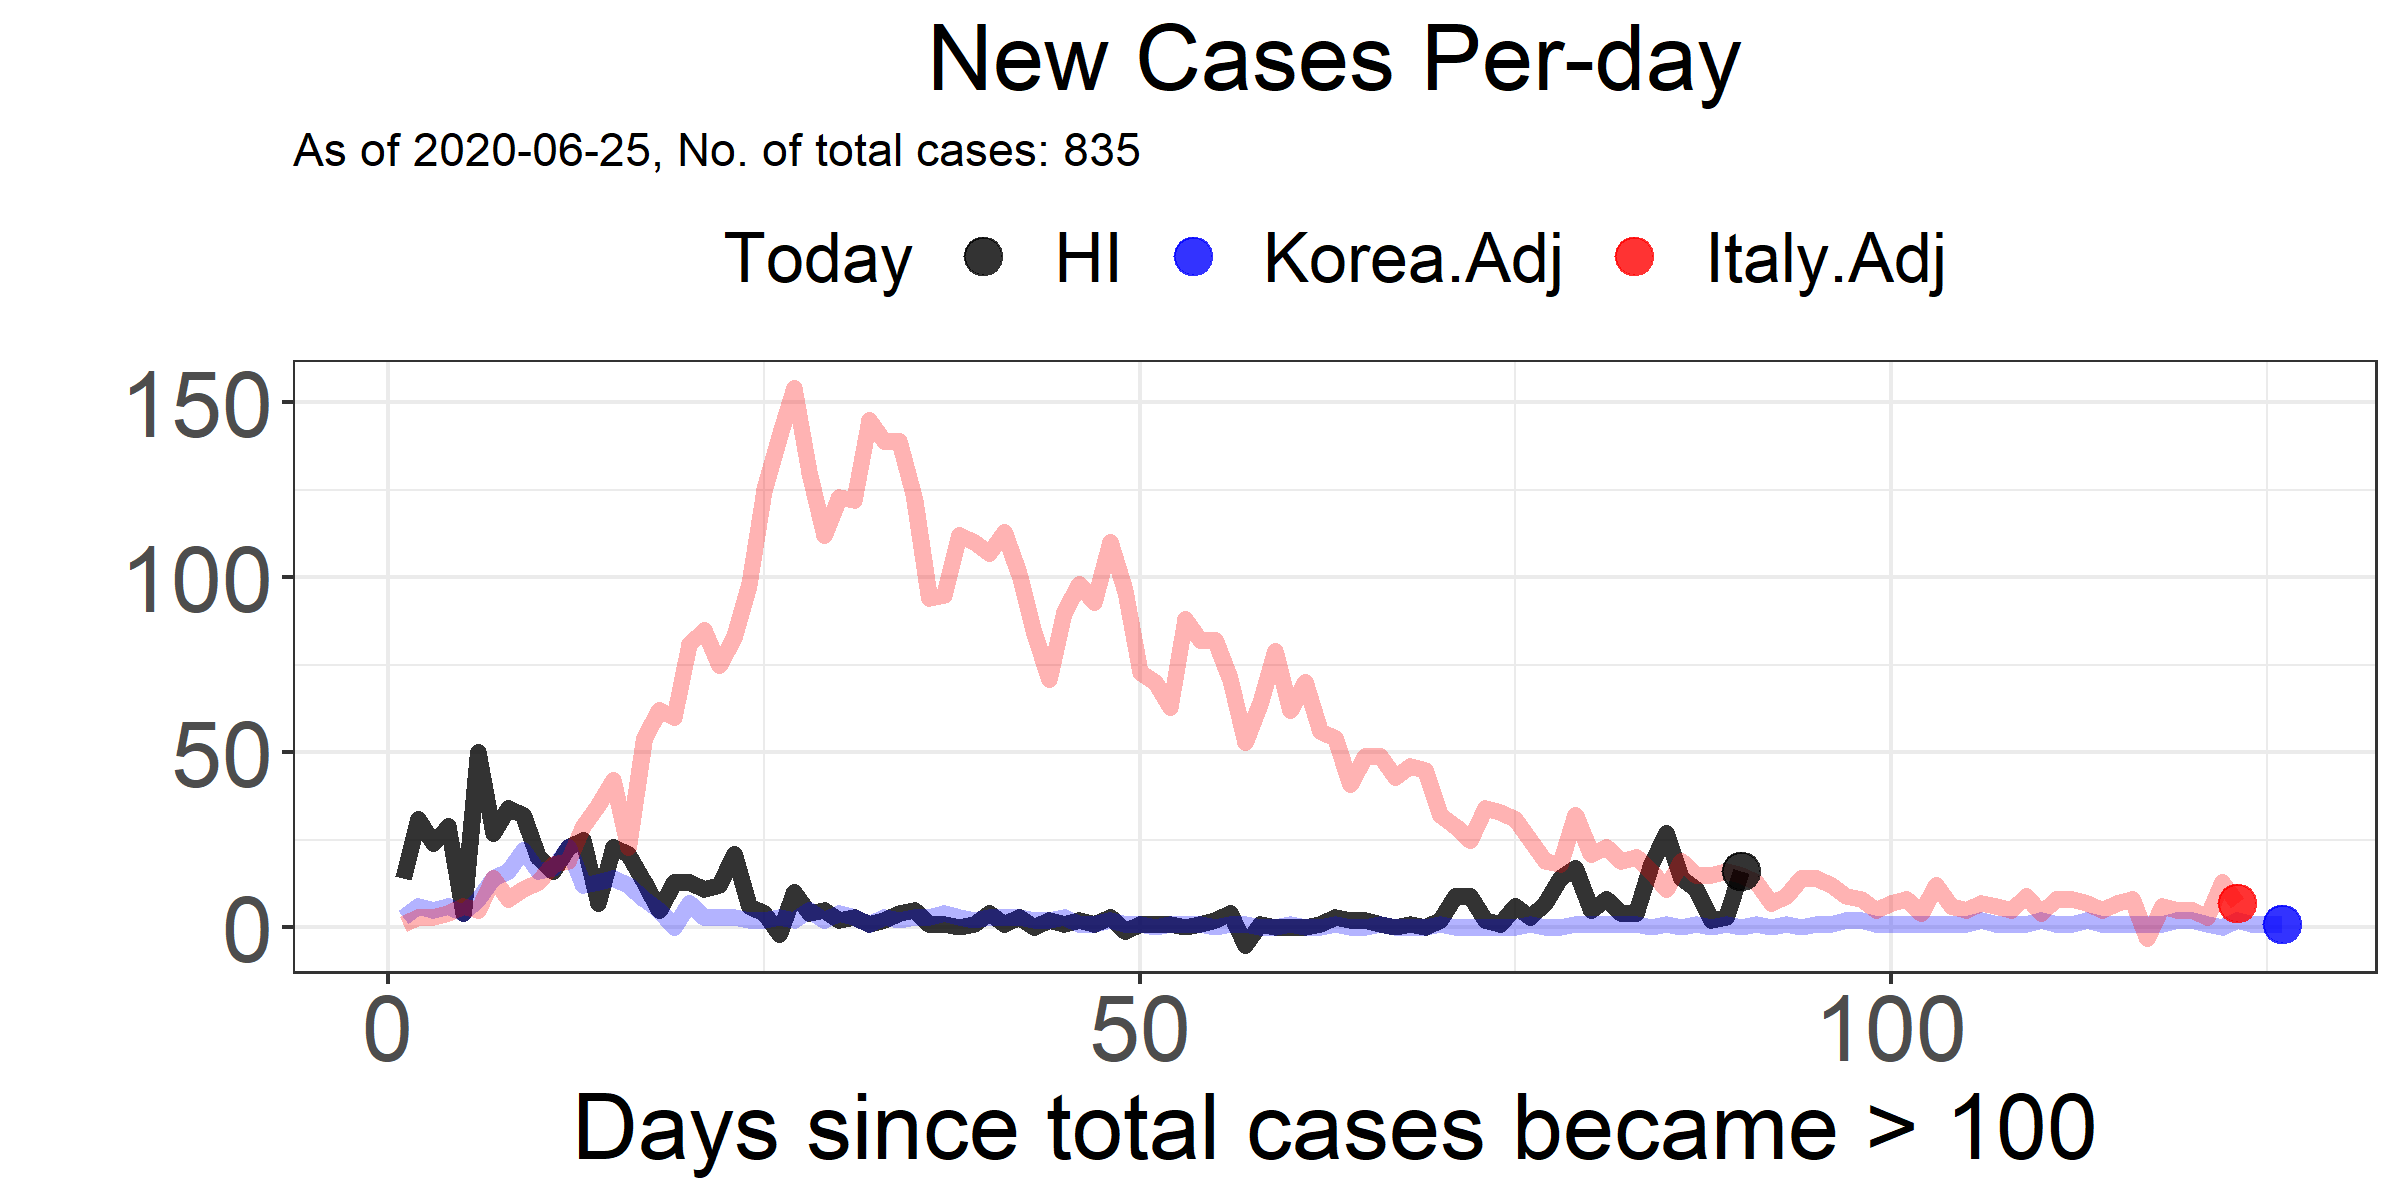 New Cases Per-day
As of 2020-06-25, No. of total cases: 835
Today HI Korea.Adj Italy.Adj
150
100
50
0
0 50 100
Days since total cases became > 100